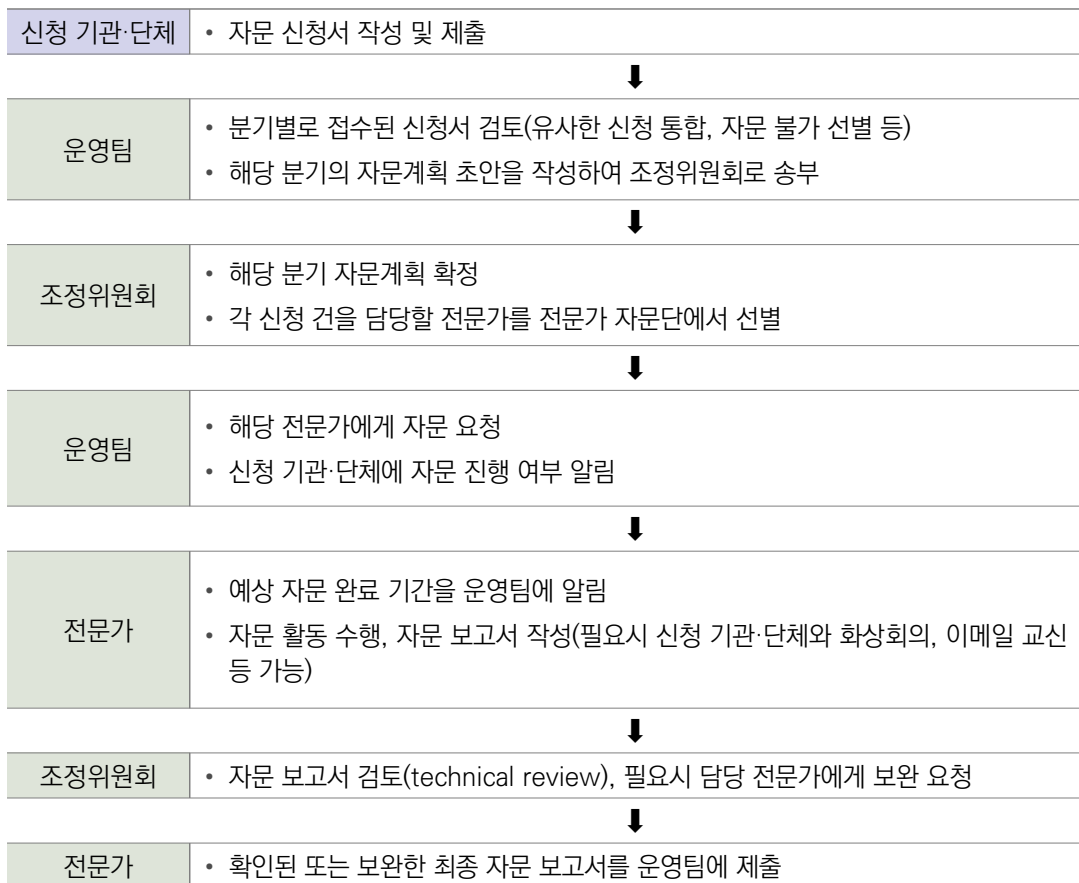 신청 기관·단체
• 자문 신청서 작성 및 제출
⬇
운영팀
• 분기별로 접수된 신청서 검토(유사한 신청 통합, 자문 불가 선별 등)
• 해당 분기의 자문계획 초안을 작성하여 조정위원회로 송부
⬇
조정위원회
• 해당 분기 자문계획 확정
• 각 신청 건을 담당할 전문가를 전문가 자문단에서 선별
⬇
운영팀
• 해당 전문가에게 자문 요청
• 신청 기관·단체에 자문 진행 여부 알림
⬇
전문가
• 예상 자문 완료 기간을 운영팀에 알림
• 자문 활동 수행, 자문 보고서 작성(필요시 신청 기관·단체와 화상회의, 이메일 교신
등 가능)
⬇
조정위원회
• 자문 보고서 검토(technical review), 필요시 담당 전문가에게 보완 요청
⬇
전문가
• 확인된 또는 보완한 최종 자문 보고서를 운영팀에 제출